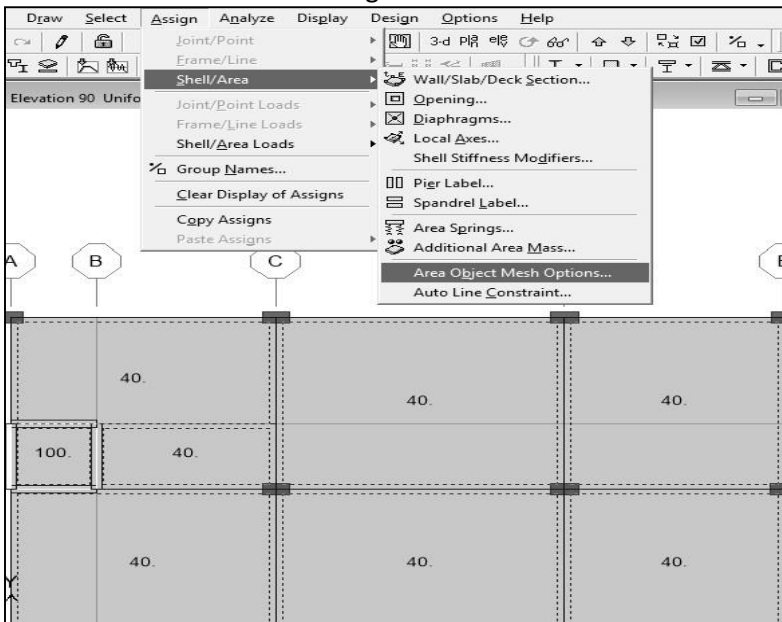 Draw Select Assign Analyze Display Design Options Help
3-d
Joint/Point
Frame/Line
Shell/Area
Joint/Point Loads
Frame/Line Loads
Shell/Area Loads
Group Names...
Clear Display of Assigns
Copy Assigns
Paste Assigns
Wall/Slab/Deck Section...
Opening...
Diaphragms...
Local Axes...
Shell Stiffness Modifiers...
Pier Label...
Spandrel Label...
Area Springs...
Additional Area Mass...
Area Object Mesh Options...
Auto Line Constraint...
Elevation 90 Unifo
A B C E
40. 40. 40.
100. 40.
40. 40. 40.
Y